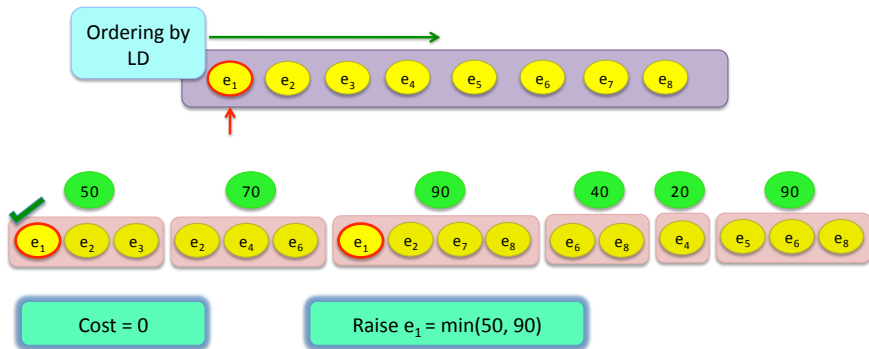 Ordering by
LD
e₁ e₂ e₃ e₄ e₅ e₆ e₇ e₈
50 70 90 40 20 90
e₁ e₂ e₃ e₂ e₄ e₆ e₁ e₂ e₇ e₈ e₆ e₈ e₄ e₅ e₆ e₈
Cost = 0 Raise e₁ = min(50, 90)